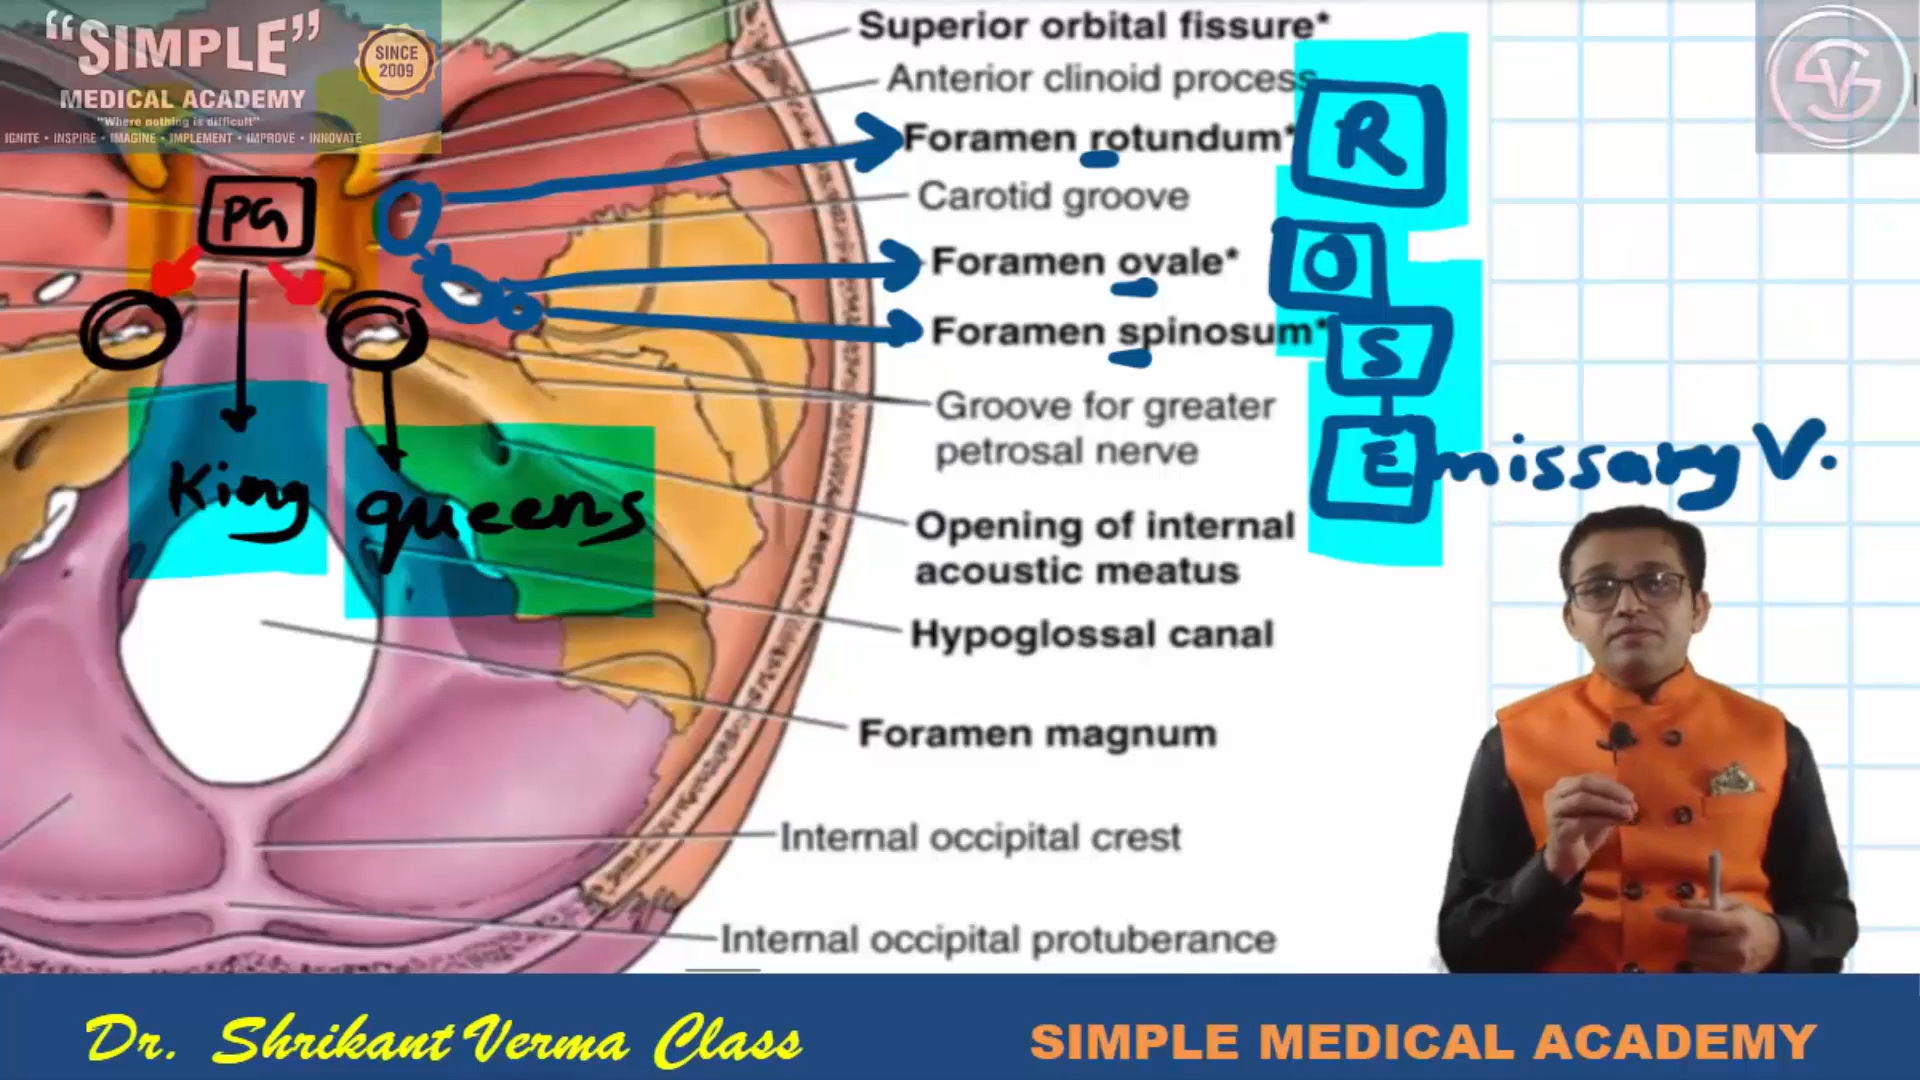 “SIMPLE”
SINCE
2009
MEDICAL ACADEMY
"Where nothing is difficult"
IGNITE • INSPIRE • IMAGINE • IMPLEMENT • IMPROVE • INNOVATE
Superior orbital fissure*
Anterior clinoid process
Foramen rotundum*
R
Carotid groove
PG
Foramen ovale*
O
Foramen spinosum*
S
Groove for greater
petrosal nerve
Emissary V.
King
queens
Opening of internal
acoustic meatus
Hypoglossal canal
Foramen magnum
Internal occipital crest
Internal occipital protuberance
Dr. Shrikant Verma Class
SIMPLE MEDICAL ACADEMY